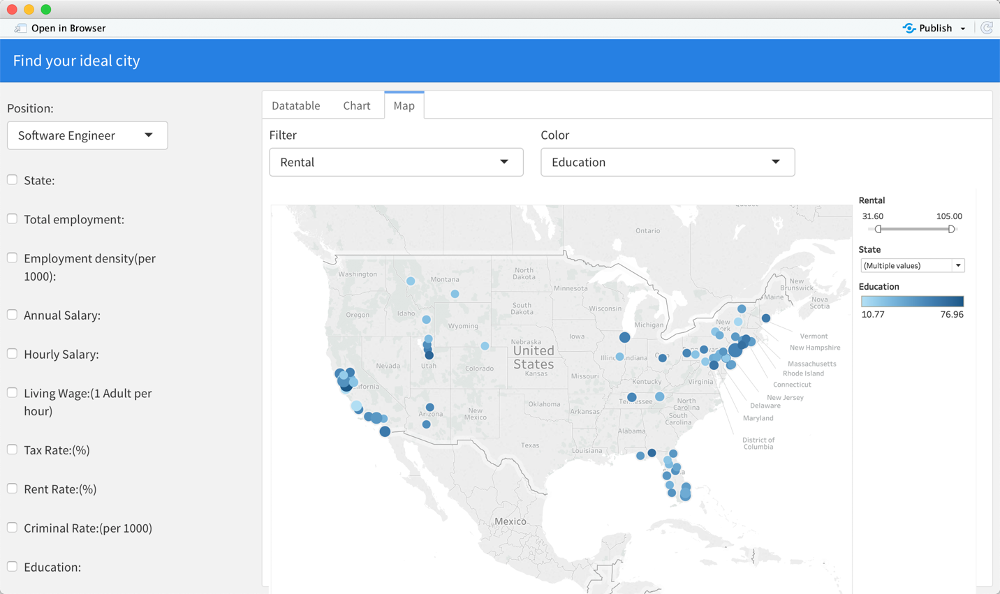 Open in Browser
Publish
Find your ideal city
Position:
Software Engineer
State:
Total employment:
Employment density(per
1000):
Annual Salary:
Hourly Salary:
Living Wage:(1 Adult per
hour)
Tax Rate:(%)
Rent Rate:(%)
Criminal Rate:(per 1000)
Education:
Datatable Chart Map
Filter
Rental
Color
Education
Ontario
Washington
Montana
North
Dakota
Minnesota
New
Brunswick
Maine
Nova
Scotia
Oregon
Idaho
South
Dakota
Wisconsin
Michigan
New
Wyoming
Nebraska
Iowa
Vermont
New Hampshire
United
States
Nevada
Utah
Colorado
Kansas
Missouri
Massachusetts
Rhode Island
Connecticut
Kentucky
Virginia
New Jersey
Delaware
Maryland
Arizona
New
Mexico
Oklahoma
Arkansas
North
Carolina
South
Carolina
Alabama
Texas
Louisiana
District of
Columbia
Mexico
Rental
31.60 105.00
State
(Multiple values)
Education
10.77 76.96